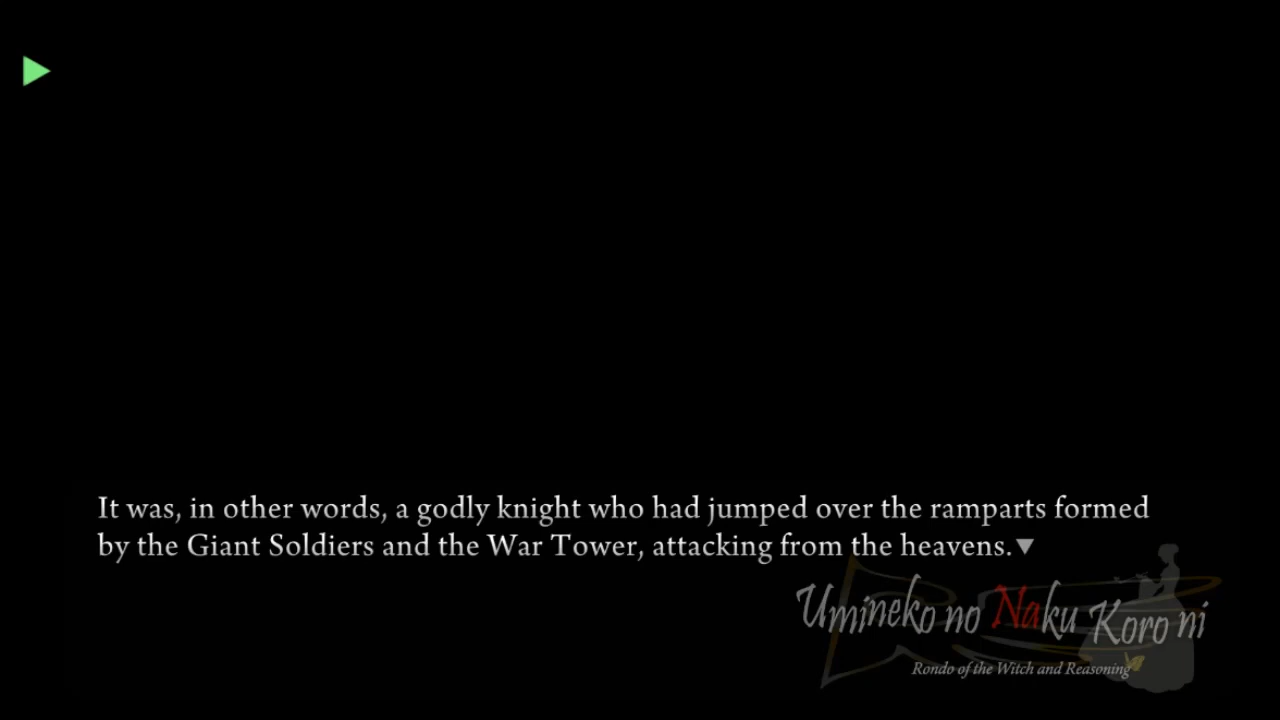 It was, in other words, a godly knight who had jumped over the ramparts formed
by the Giant Soldiers and the War Tower, attacking from the heavens.
Umineko no Naku Koro ni
Rondo of the Witch and Reasoning